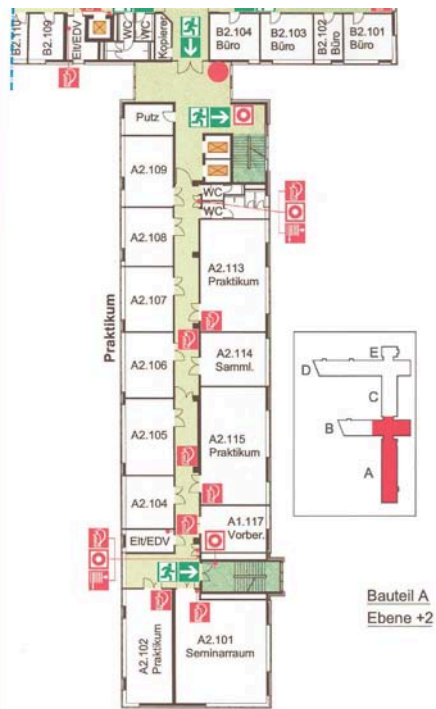 B2.110
B2.109
Elt/EDV
WC
WC
Kopierer
B2.104
Büro
B2.103
Büro
B2.102
Büro
B2.101
Büro
Putz
A2.109
WC
WC
A2.108
A2.113
Praktikum
A2.107
Praktikum
A2.106
A2.114
Samml.
A2.105
A2.115
Praktikum
A2.104
A1.117
Vorber.
Elt/EDV
A2.102
Praktikum
A2.101
Seminarraum
E
D
C
B
A
Bauteil A
Ebene +2